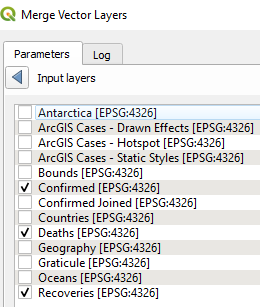 Merge Vector Layers
Parameters
Log
Input layers
Antarctica [EPSG:4326]
ArcGIS Cases - Drawn Effects [EPSG:4326]
ArcGIS Cases - Hotspot [EPSG:4326]
ArcGIS Cases - Static Styles [EPSG:4326]
Bounds [EPSG:4326]
Confirmed [EPSG:4326]
Confirmed Joined [EPSG:4326]
Countries [EPSG:4326]
Deaths [EPSG:4326]
Geography [EPSG:4326]
Graticule [EPSG:4326]
Oceans [EPSG:4326]
Recoveries [EPSG:4326]